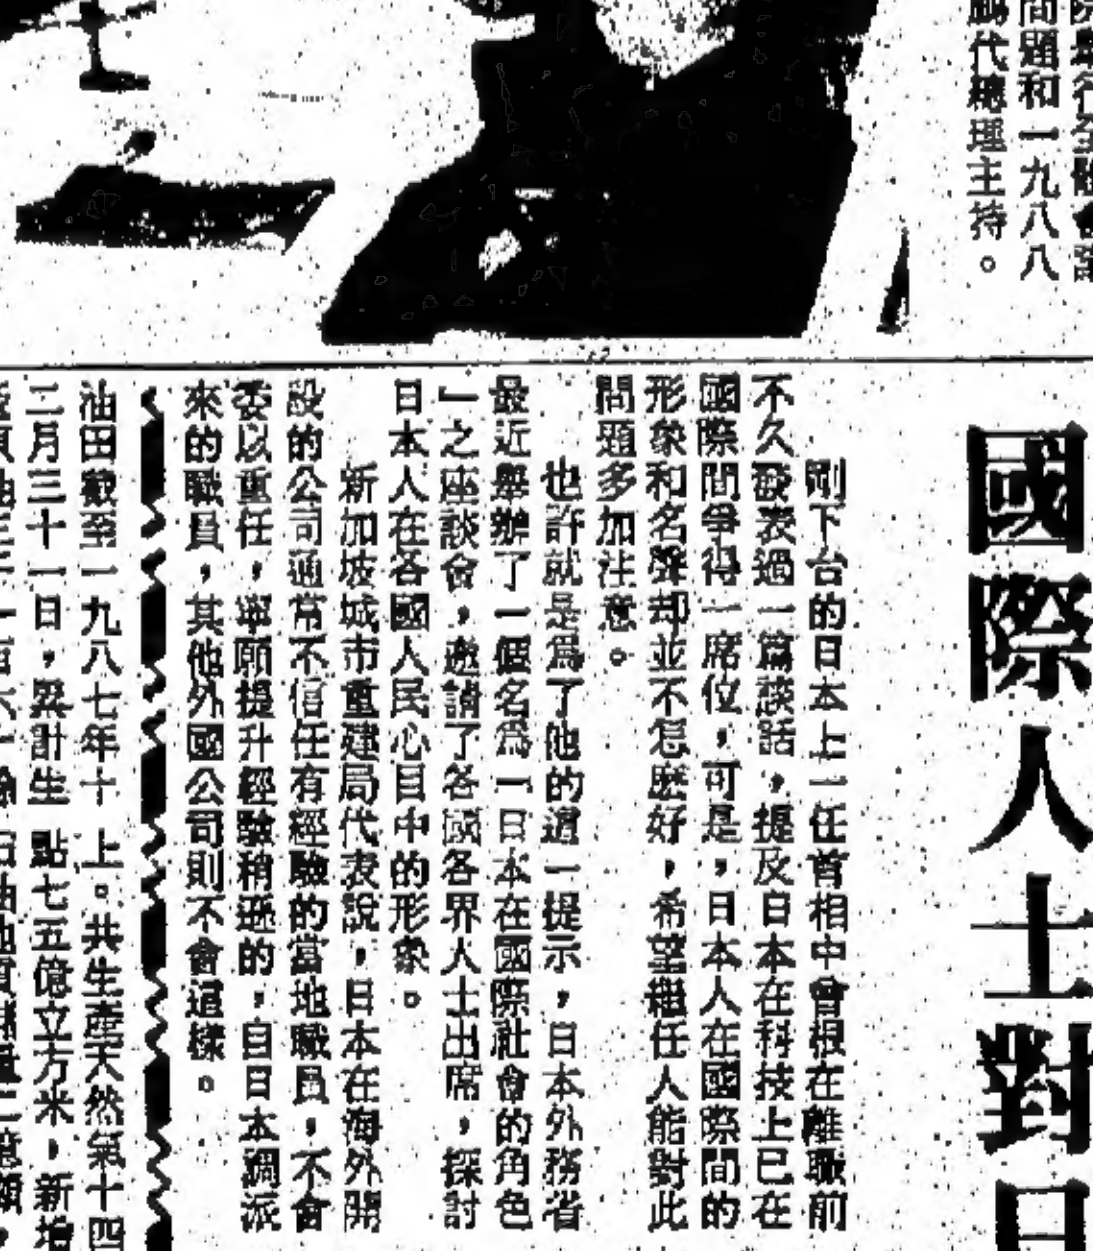 院舉行全體會議
問題和一九八八
鵬代總理主持。
國際人士對日
剛下台的日本上一任首相中曾根在離職前
不久發表過一篇談話,提及日本在科技上已在
國際間爭得一席位,可是,日本人在國際間的
形象和名聲却並不怎麽好,希望繼任人能對此
問題多加注意。
也許就是爲了他的這一提示,日本外務省
最近舉辦了一個名爲「日本在國際社會的角色
」之座談會,邀請了各國各界人士出席,探討
日本人在各國人民心目中的形象。
新加坡城市重建局代表說,日本在海外開
設的公司通常不信任有經驗的當地職員,不會
委以重任,寧願提升經驗稍遜的,自日本調派
來的職員,其他外國公司則不會這樣。
油田截至一九八七年十
二月三十一日,累計生
上。共生產天然氣十四
點七五億立方米,新增